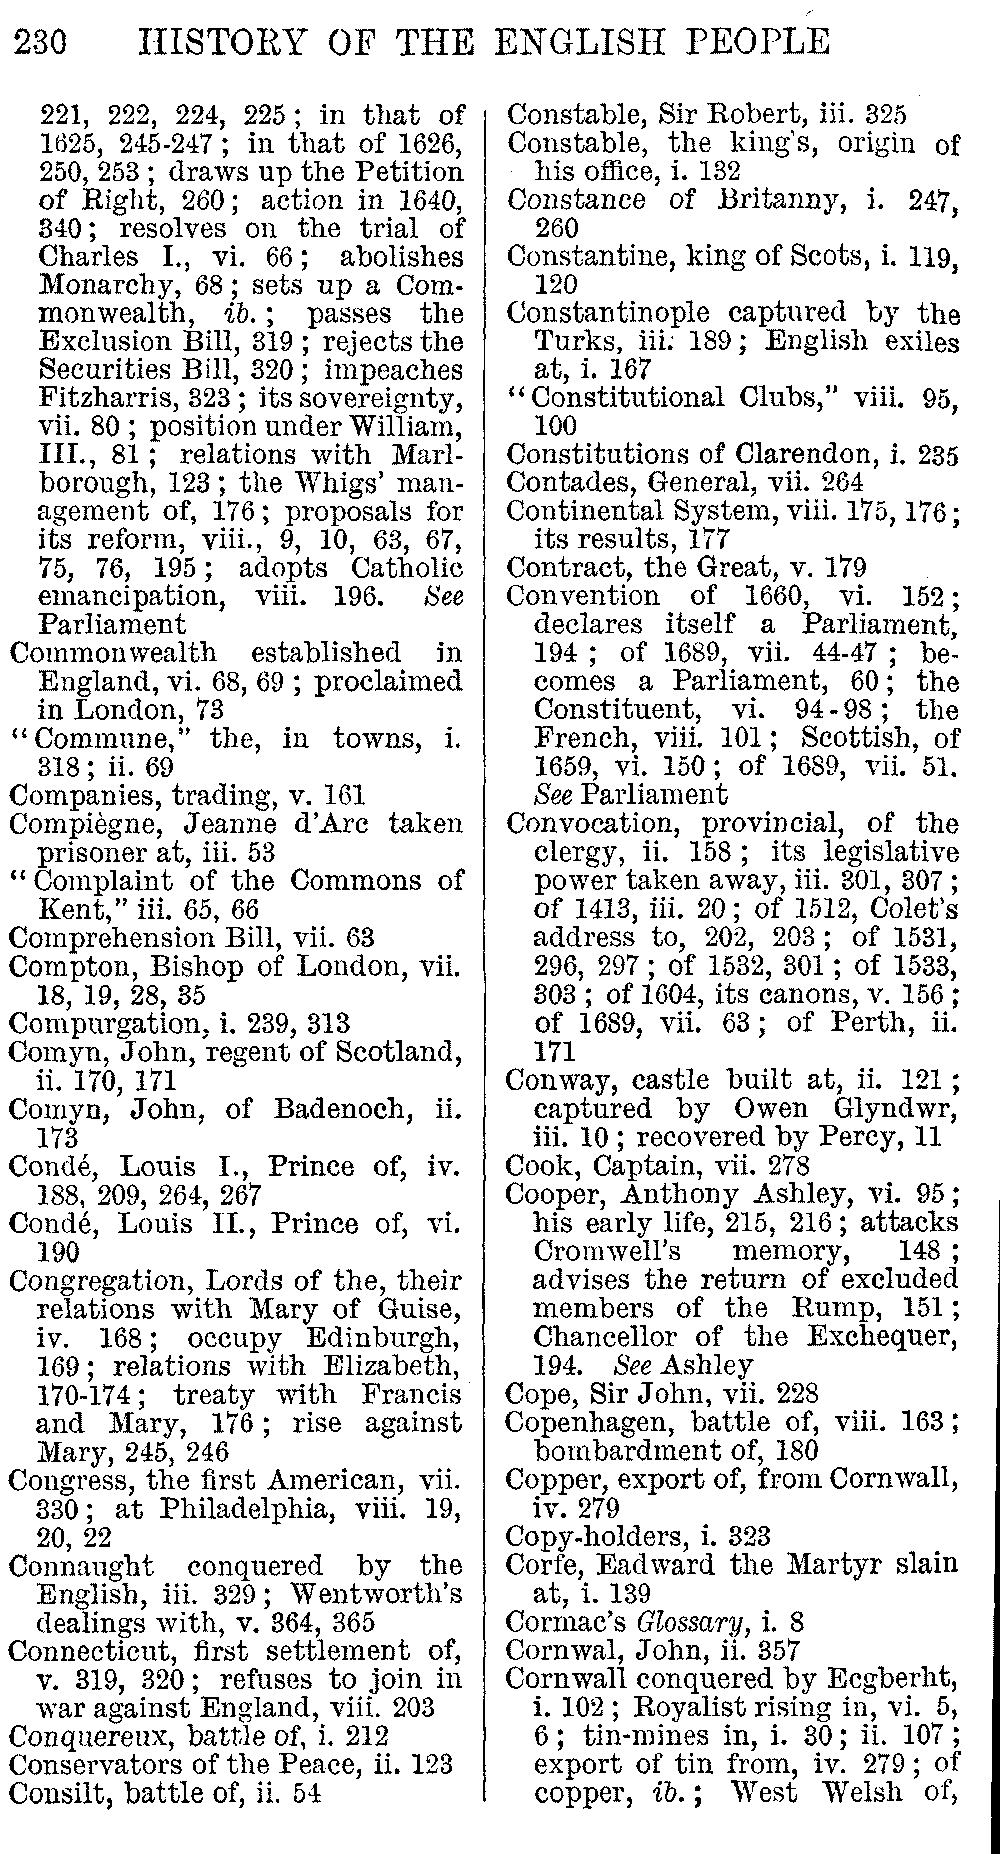 230 HISTORY OF THE ENGLISH PEOPLE
221, 222, 224, 225 ; in that of
1625, 245-247 ; in that of 1626,
250, 253 ; draws up the Petition
of Right, 260 ; action in 1640,
340 ; resolves on the trial of
Charles I., vi. 66 ; abolishes
Monarchy, 68 ; sets up a Com-
monwealth, ib. ; passes the
Exclusion Bill, 319 ; rejects the
Securities Bill, 320 ; impeaches
Fitzharris, 323 ; its sovereignty,
vii. 80 ; position under William,
III., 81 ; relations with Marl-
borough, 123 ; the Whigs' man-
agement of, 176 ; proposals for
its reform, viii., 9, 10, 63, 67,
75, 76, 195 ; adopts Catholic
emancipation, viii. 196. See
Parliament
Commonwealth established in
England, vi. 68, 69 ; proclaimed
in London, 73
"Commune," the, in towns, i.
318 ; ii. 69
Companies, trading, v. 161
Compiègne, Jeanne d'Arc taken
prisoner at, iii. 53
"Complaint of the Commons of
Kent," iii. 65, 66
Comprehension Bill, vii. 63
Compton, Bishop of London, vii.
18, 19, 28, 35
Compurgation, i. 239, 313
Comyn, John, regent of Scotland,
ii. 170, 171
Comyn, John, of Badenoch, ii.
173
Condé, Louis I., Prince of, iv.
188, 209, 264, 267
Condé, Louis II., Prince of, vi.
190
Congregation, Lords of the, their
relations with Mary of Guise,
iv. 168 ; occupy Edinburgh,
169 ; relations with Elizabeth,
170-174 ; treaty with Francis
and Mary, 176 ; rise against
Mary, 245, 246
Congress, the first American, vii.
330 ; at Philadelphia, viii. 19,
20, 22
Connaught conquered by the
English, iii. 329 ; Wentworth's
dealings with, v. 364, 365
Connecticut, first settlement of,
v. 319, 320 ; refuses to join in
war against England, viii. 203
Conquereux, battle of, i. 212
Conservators of the Peace, ii. 123
Consilt, battle of, ii. 54
Constable, Sir Robert, iii. 325
Constable, the king's, origin of
his office, i. 132
Constance of Britanny, i. 247,
260
Constantine, king of Scots, i. 119,
120
Constantinople captured by the
Turks, iii. 189 ; English exiles
at, i. 167
"Constitutional Clubs," viii. 95,
100
Constitutions of Clarendon, i. 235
Contades, General, vii. 264
Continental System, viii. 175, 176 ;
its results, 177
Contract, the Great, v. 179
Convention of 1660, vi. 152 ;
declares itself a Parliament,
194 ; of 1689, vii. 44-47 ; be-
comes a Parliament, 60 ; the
Constituent, vi. 94-98 ; the
French, viii. 101 ; Scottish, of
1659, vi. 150 ; of 1689, vii. 51.
See Parliament
Convocation, provincial, of the
clergy, ii. 158 ; its legislative
power taken away, iii. 301, 307 ;
of 1413, iii. 20 ; of 1512, Colet's
address to, 202, 203 ; of 1531,
296, 297 ; of 1532, 301 ; of 1533,
303 ; of 1604, its canons, v. 156 ;
of 1689, vii. 63 ; of Perth, ii.
171
Conway, castle built at, ii. 121 ;
captured by Owen Glyndwr,
iii. 10 ; recovered by Percy, 11
Cook, Captain, vii. 278
Cooper, Anthony Ashley, vi. 95 ;
his early life, 215, 216 ; attacks
Cromwell's memory, 148 ;
advises the return of excluded
members of the Rump, 151 ;
Chancellor of the Exchequer,
194. See Ashley
Cope, Sir John, vii. 228
Copenhagen, battle of, viii. 163 ;
bombardment of, 180
Copper, export of, from Cornwall,
iv. 279
Copy-holders, i. 323
Corfe, Eadward the Martyr slain
at, i. 139
Cormac's Glossary, i. 8
Cornwal, John, ii. 357
Cornwall conquered by Ecgberht,
i. 102 ; Royalist rising in, vi. 5,
6 ; tin-mines in, i. 30 ; ii. 107 ;
export of tin from, iv. 279 ; of
copper, ib. ; West Welsh of,